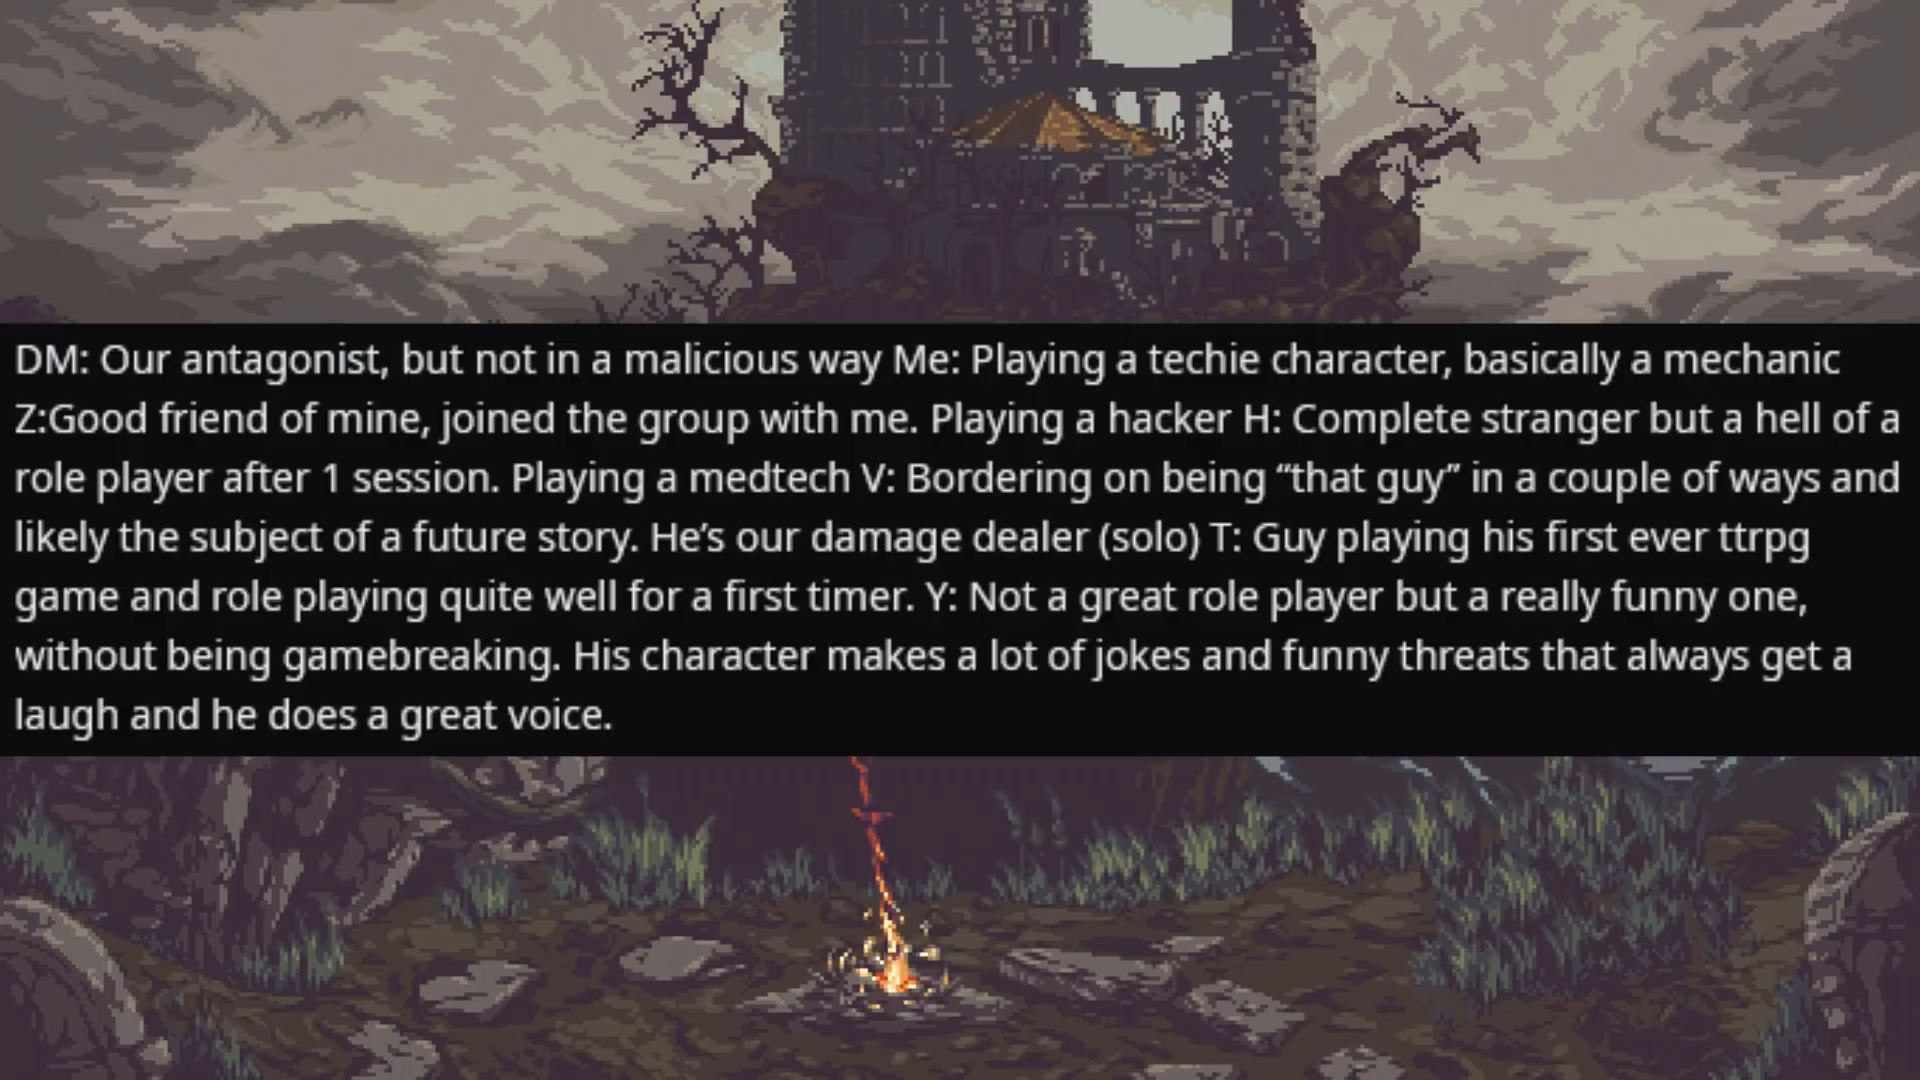 DM: Our antagonist, but not in a malicious way Me: Playing a techie character, basically a mechanic
Z:Good friend of mine, joined the group with me. Playing a hacker H: Complete stranger but a hell of a
role player after 1 session. Playing a medtech V: Bordering on being “that guy” in a couple of ways and
likely the subject of a future story. He’s our damage dealer (solo) T: Guy playing his first ever ttrpg
game and role playing quite well for a first timer. Y: Not a great role player but a really funny one,
without being gamebreaking. His character makes a lot of jokes and funny threats that always get a
laugh and he does a great voice.